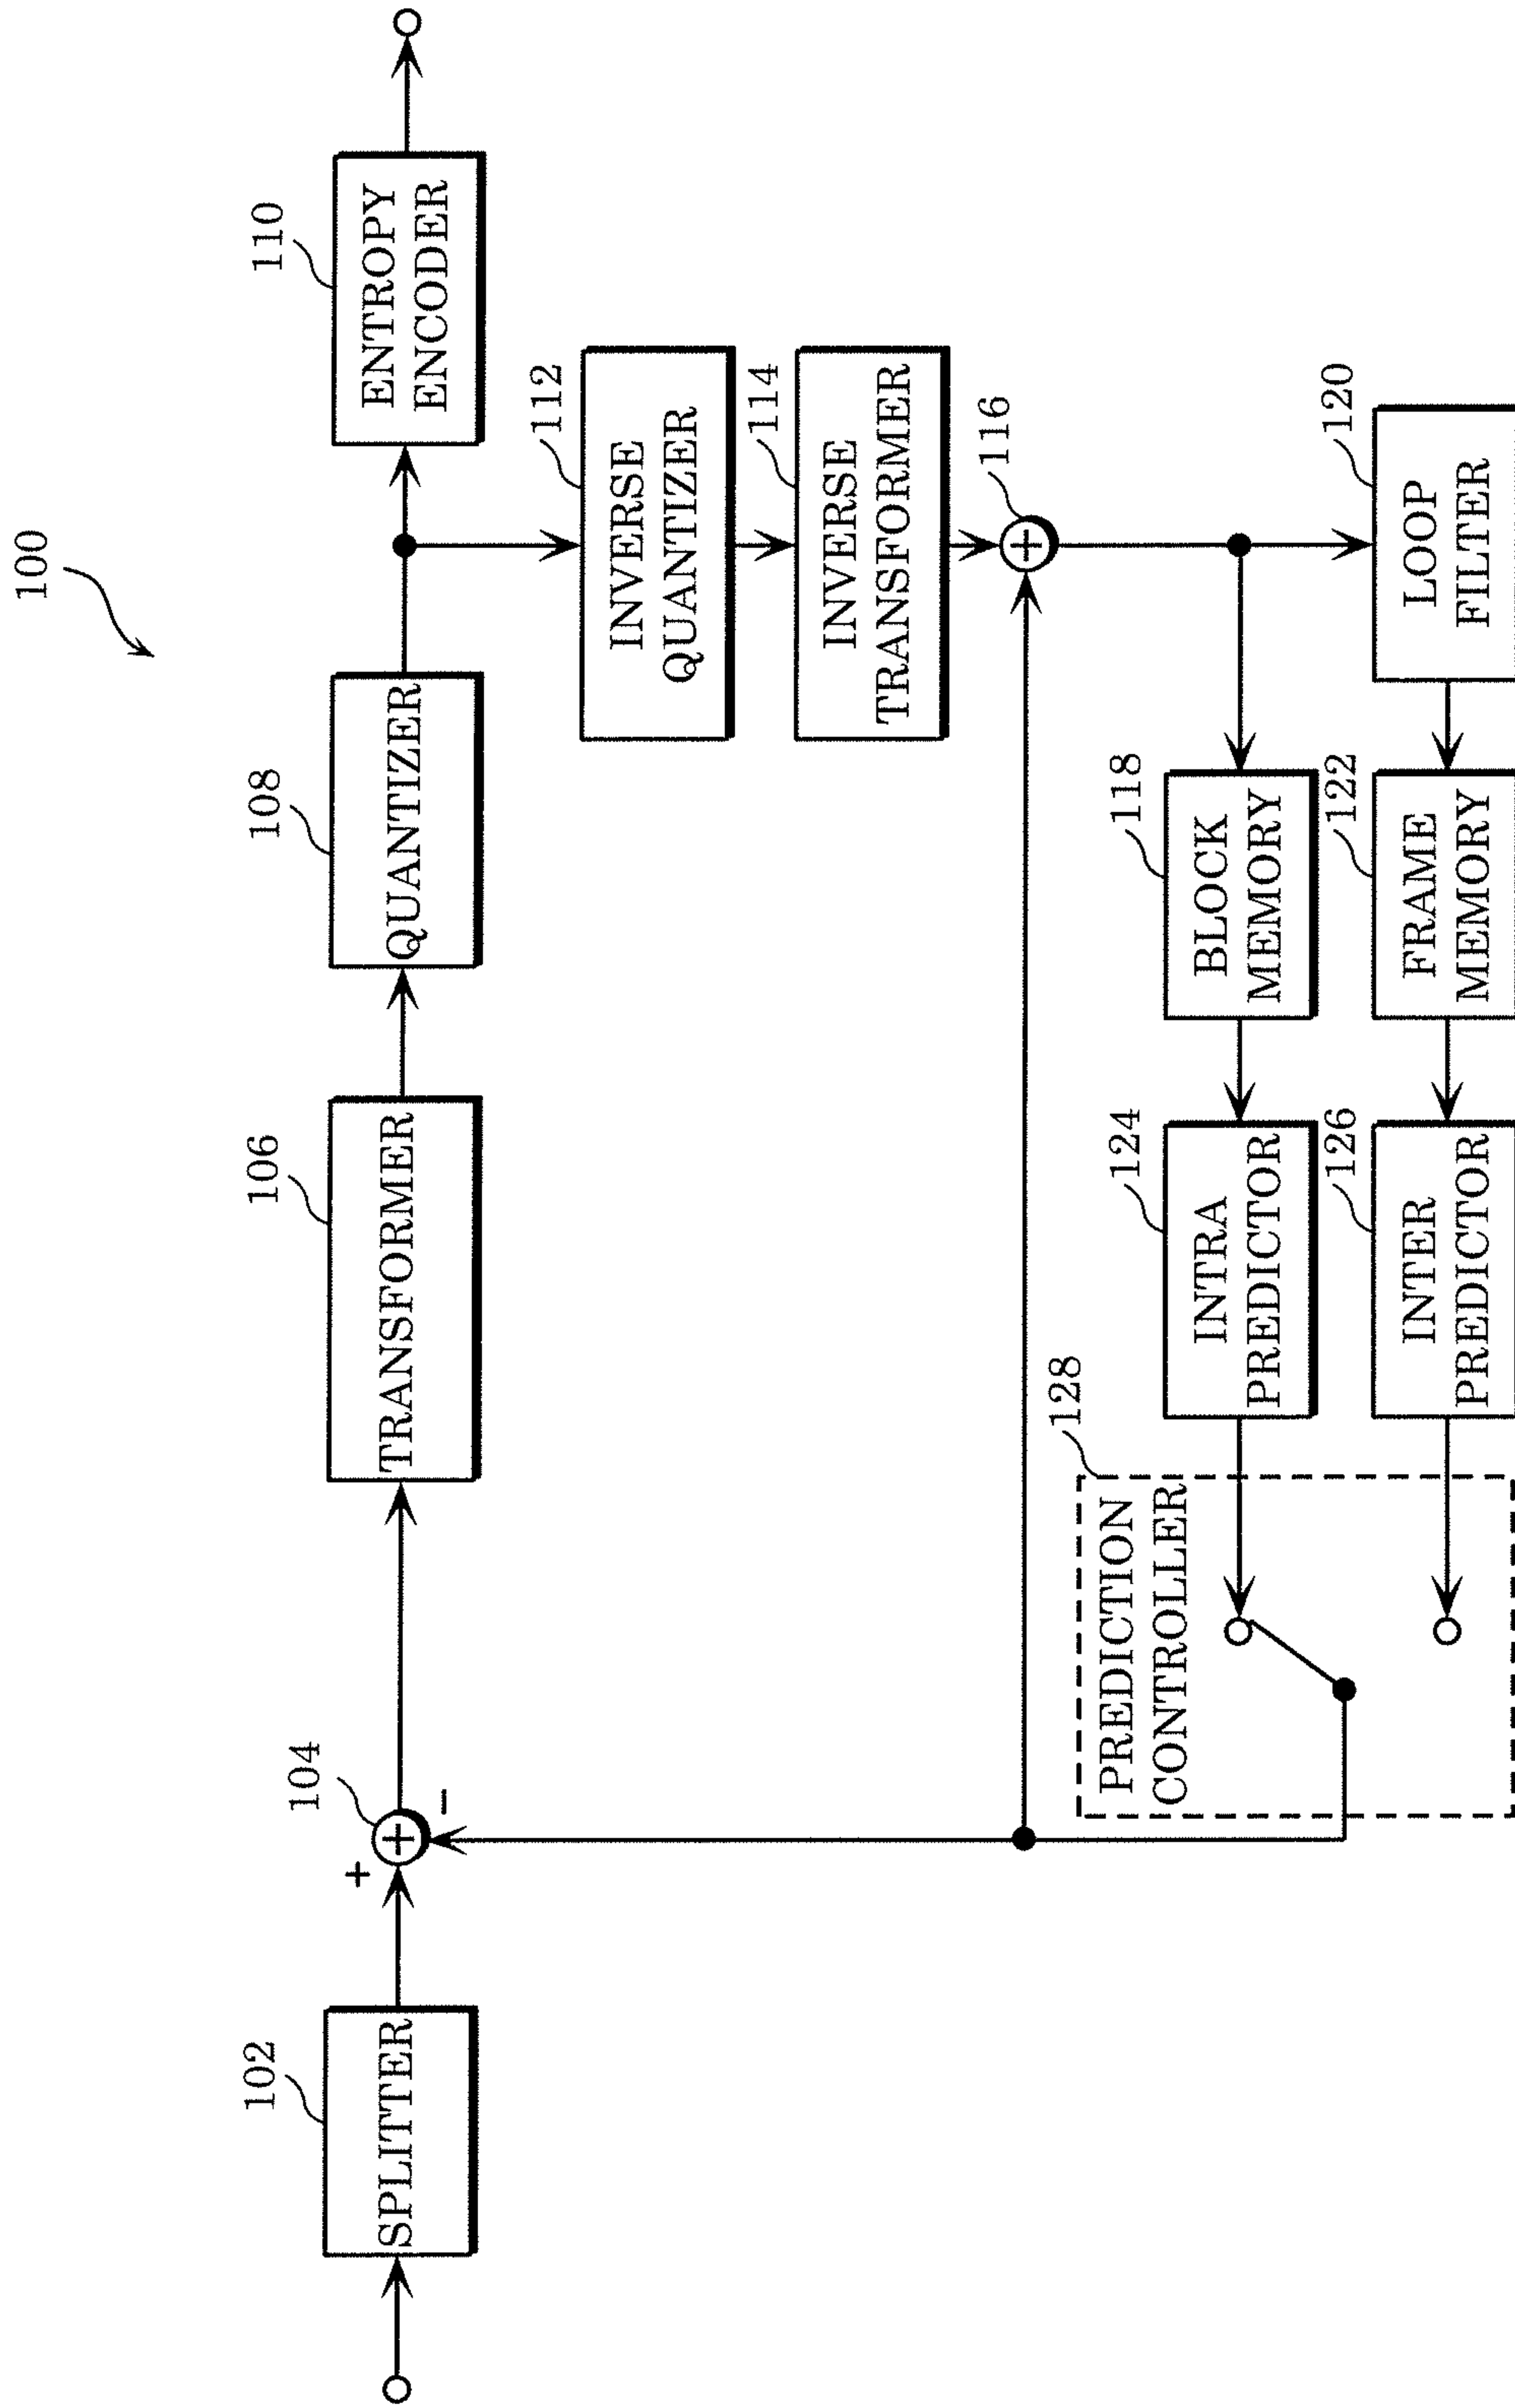 100
102
SPLITTER
104
+
−
106
TRANSFORMER
108
QUANTIZER
110
ENTROPY
ENCODER
112
INVERSE
QUANTIZER
114
INVERSE
TRANSFORMER
116
128
PREDICTION
CONTROLLER
124
INTRA
PREDICTOR
118
BLOCK
MEMORY
126
INTER
PREDICTOR
122
FRAME
MEMORY
120
LOOP
FILTER